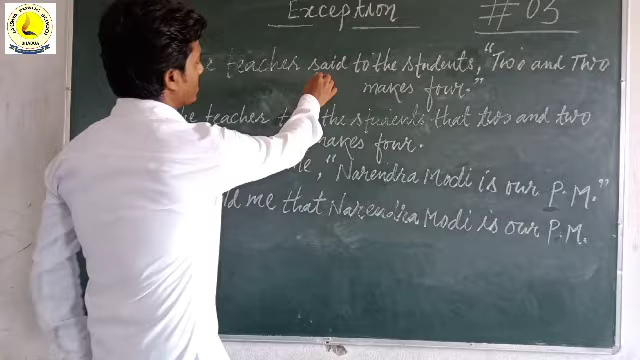 Exception #03
teacher said to the students, "Two and Two
makes four."
teacher the students that two and two
makes four.
me, "Narendra Modi is our P.M."
me that Narendra Modi is our P.M.